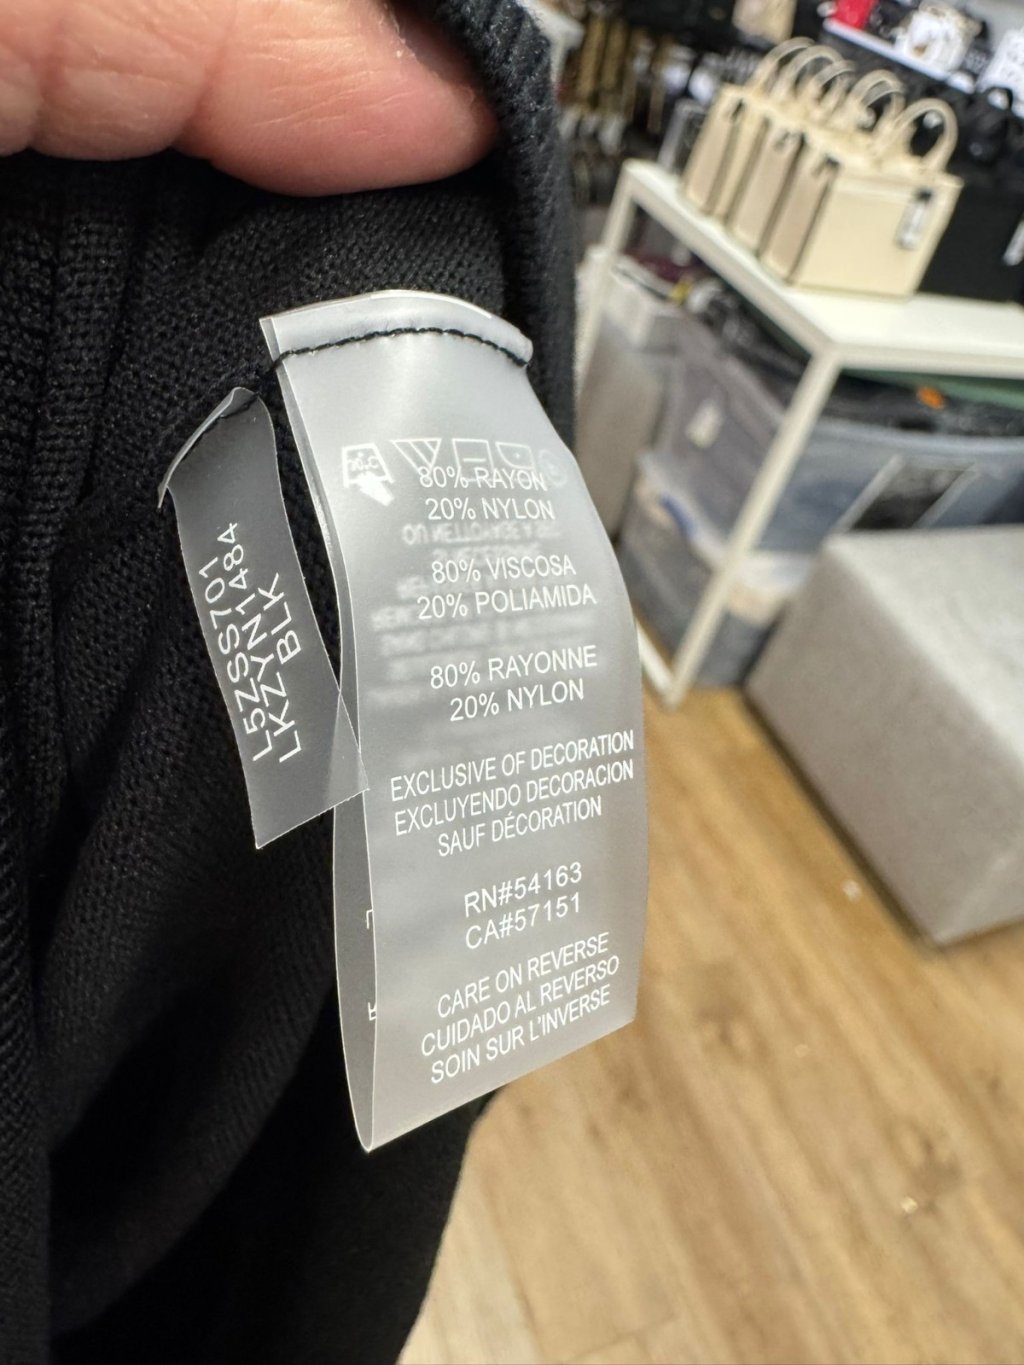 L5ZSS701
LKZYN1484
BLK
30°C
80% RAYON
20% NYLON
80% VISCOSA
20% POLIAMIDA
80% RAYONNE
20% NYLON
EXCLUSIVE OF DECORATION
EXCLUYENDO DECORACION
SAUF DÉCORATION
RN#54163
CA#57151
CARE ON REVERSE
CUIDADO AL REVERSO
SOIN SUR L'INVERSE